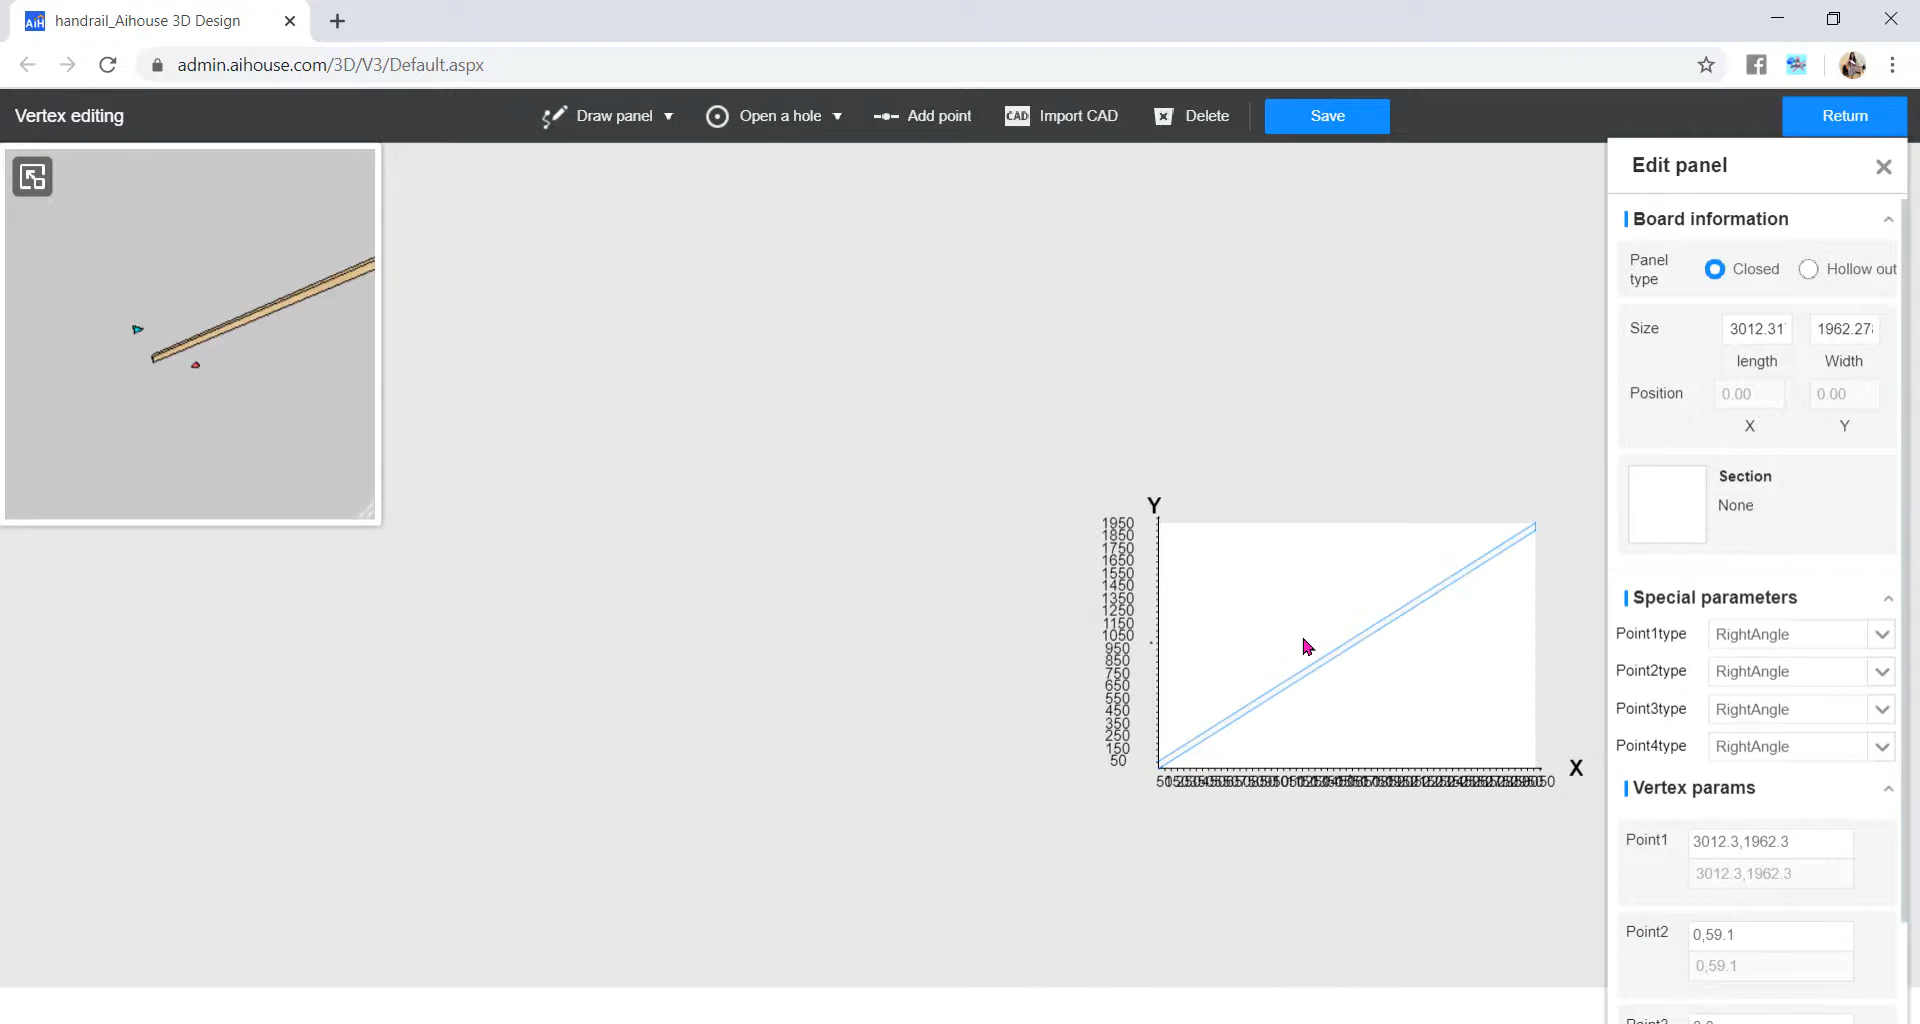 handrail_Aihouse 3D Design
admin.aihouse.com/3D/V3/Default.aspx
Vertex editing
Draw panel
Open a hole
Add point
CAD
Import CAD
Delete
Save
Return
Edit panel
Board information
Panel type
Closed
Hollow out
Size
3012.31
1962.27
length
Width
Position
0.00
0.00
X
Y
Section
None
Special parameters
Point1type
RightAngle
Point2type
RightAngle
Point3type
RightAngle
Point4type
RightAngle
Vertex params
Point1
3012.3,1962.3
3012.3,1962.3
Point2
0,59.1
0,59.1
Y
1950
1850
1750
1650
1550
1450
1350
1250
1150
1050
950
850
750
650
550
450
350
250
150
50
X